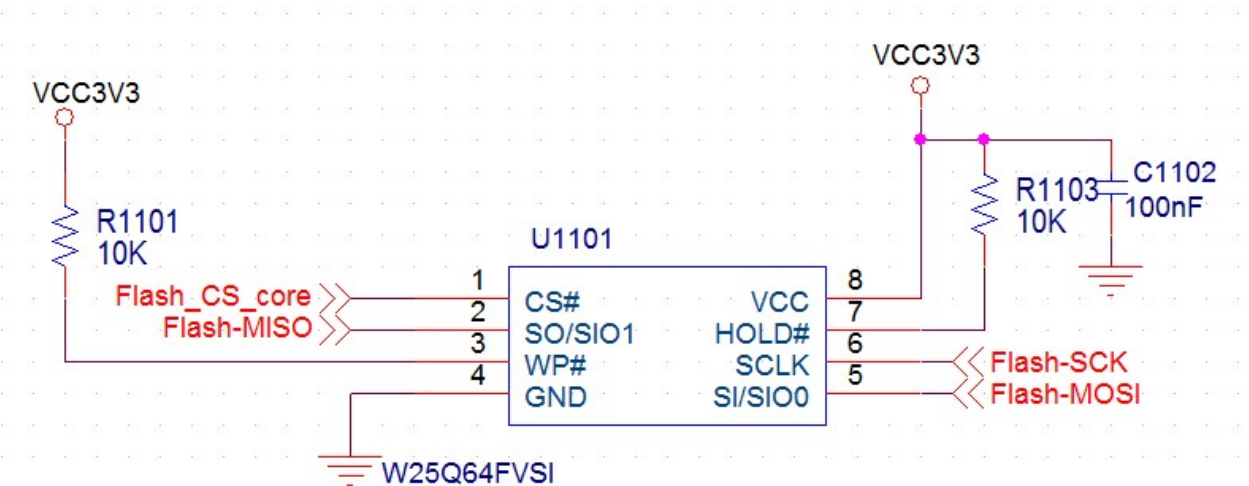 VCC3V3
VCC3V3
R1101
10K
R1103
10K
C1102
100nF
U1101
Flash_CS_core
Flash-MISO
1
2
3
4
CS#
SO/SIO1
WP#
GND
VCC
HOLD#
SCLK
SI/SIO0
8
7
6
5
Flash-SCK
Flash-MOSI
W25Q64FVSI